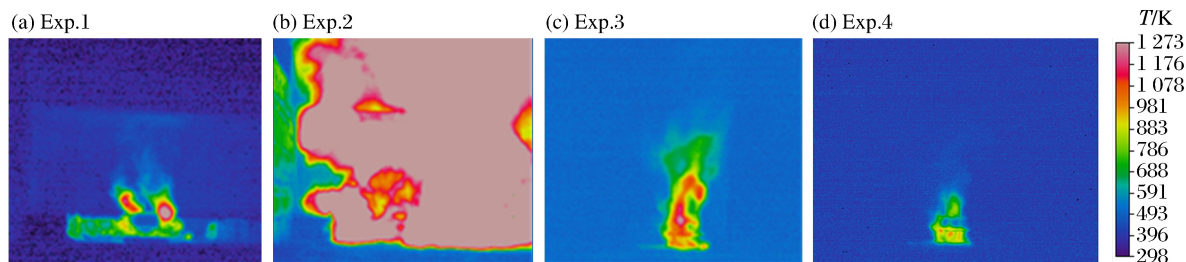 (a) Exp.1
(b) Exp.2
(c) Exp.3
(d) Exp.4
T/K
1 273
1 176
1 078
981
883
786
688
591
493
396
298